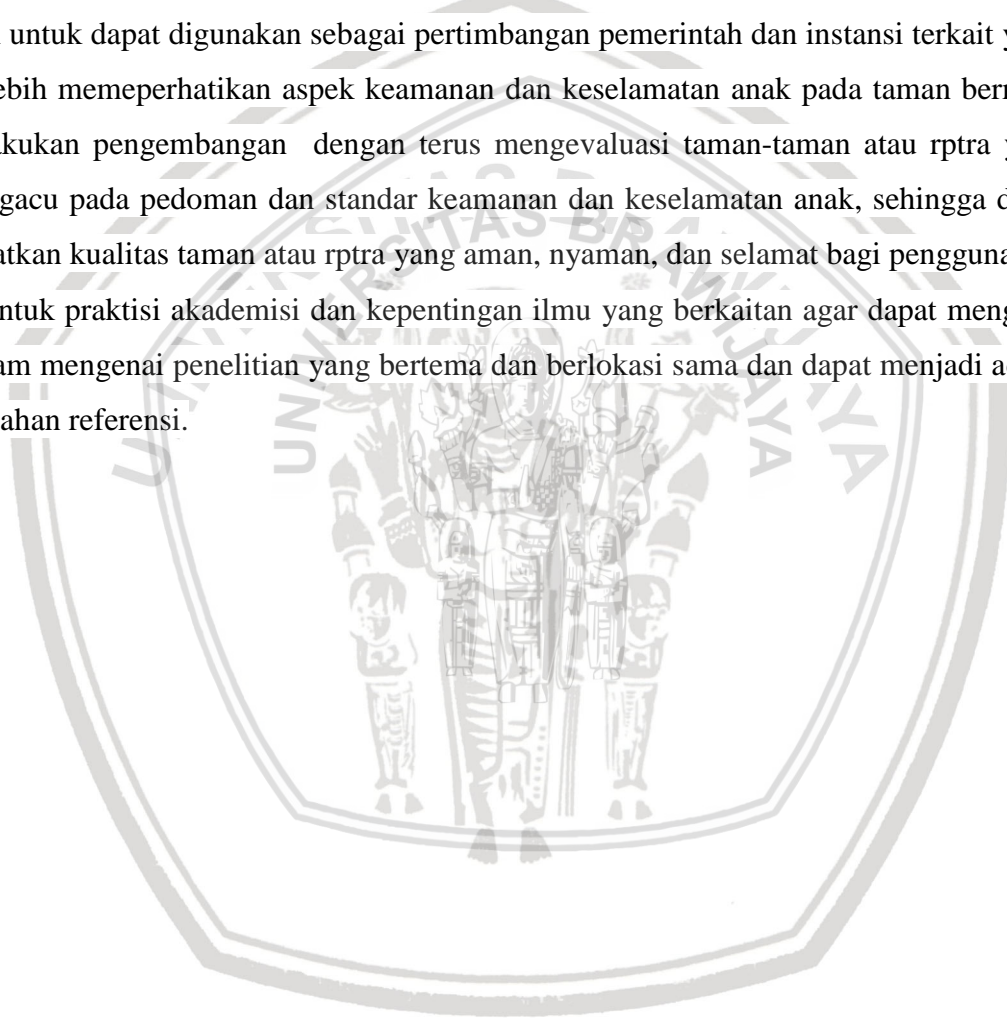 untuk dapat digunakan sebagai pertimbangan pemerintah dan instansi terkait y
ebih memeperhatikan aspek keamanan dan keselamatan anak pada taman berm
akukan pengembangan dengan terus mengevaluasi taman-taman atau rptra y
gacu pada pedoman dan standar keamanan dan keselamatan anak, sehingga d
atkan kualitas taman atau rptra yang aman, nyaman, dan selamat bagi pengguna
ntuk praktisi akademisi dan kepentingan ilmu yang berkaitan agar dapat meng
am mengenai penelitian yang bertema dan berlokasi sama dan dapat menjadi a
ahan referensi.
UNIVERSITAS BRAWIJAYA